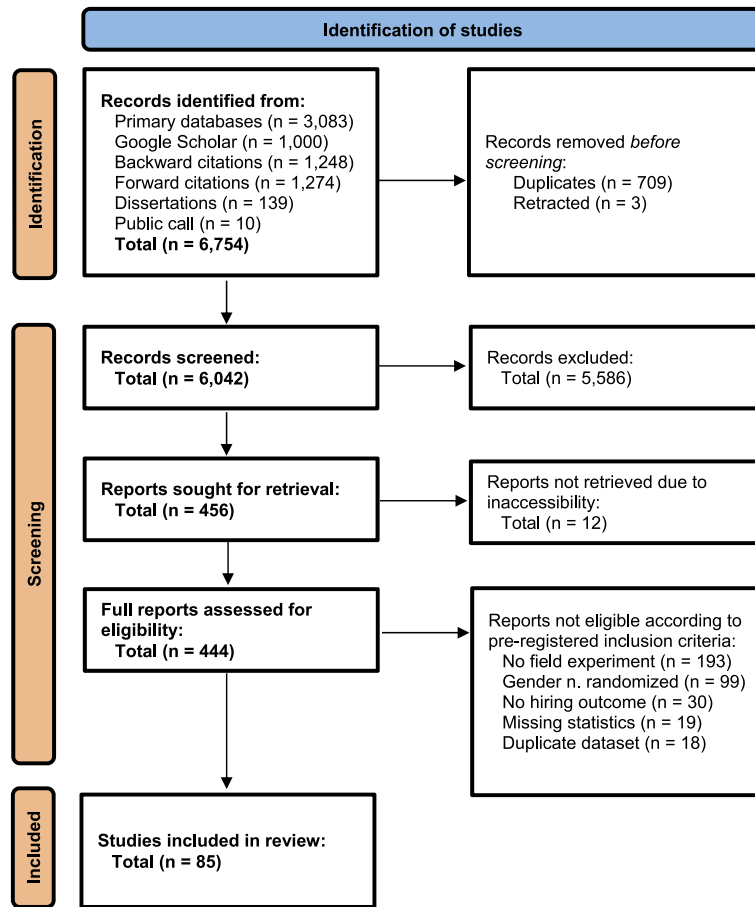 Identification of studies
Identification
Records identified from:
Primary databases (n = 3,083)
Google Scholar (n = 1,000)
Backward citations (n = 1,248)
Forward citations (n = 1,274)
Dissertations (n = 139)
Public call (n = 10)
Total (n = 6,754)
Records removed before
screening:
Duplicates (n = 709)
Retracted (n = 3)
Screening
Records screened:
Total (n = 6,042)
Records excluded:
Total (n = 5,586)
Reports sought for retrieval:
Total (n = 456)
Reports not retrieved due to
inaccessibility:
Total (n = 12)
Full reports assessed for
eligibility:
Total (n = 444)
Reports not eligible according to
pre-registered inclusion criteria:
No field experiment (n = 193)
Gender n. randomized (n = 99)
No hiring outcome (n = 30)
Missing statistics (n = 19)
Duplicate dataset (n = 18)
Included
Studies included in review:
Total (n = 85)